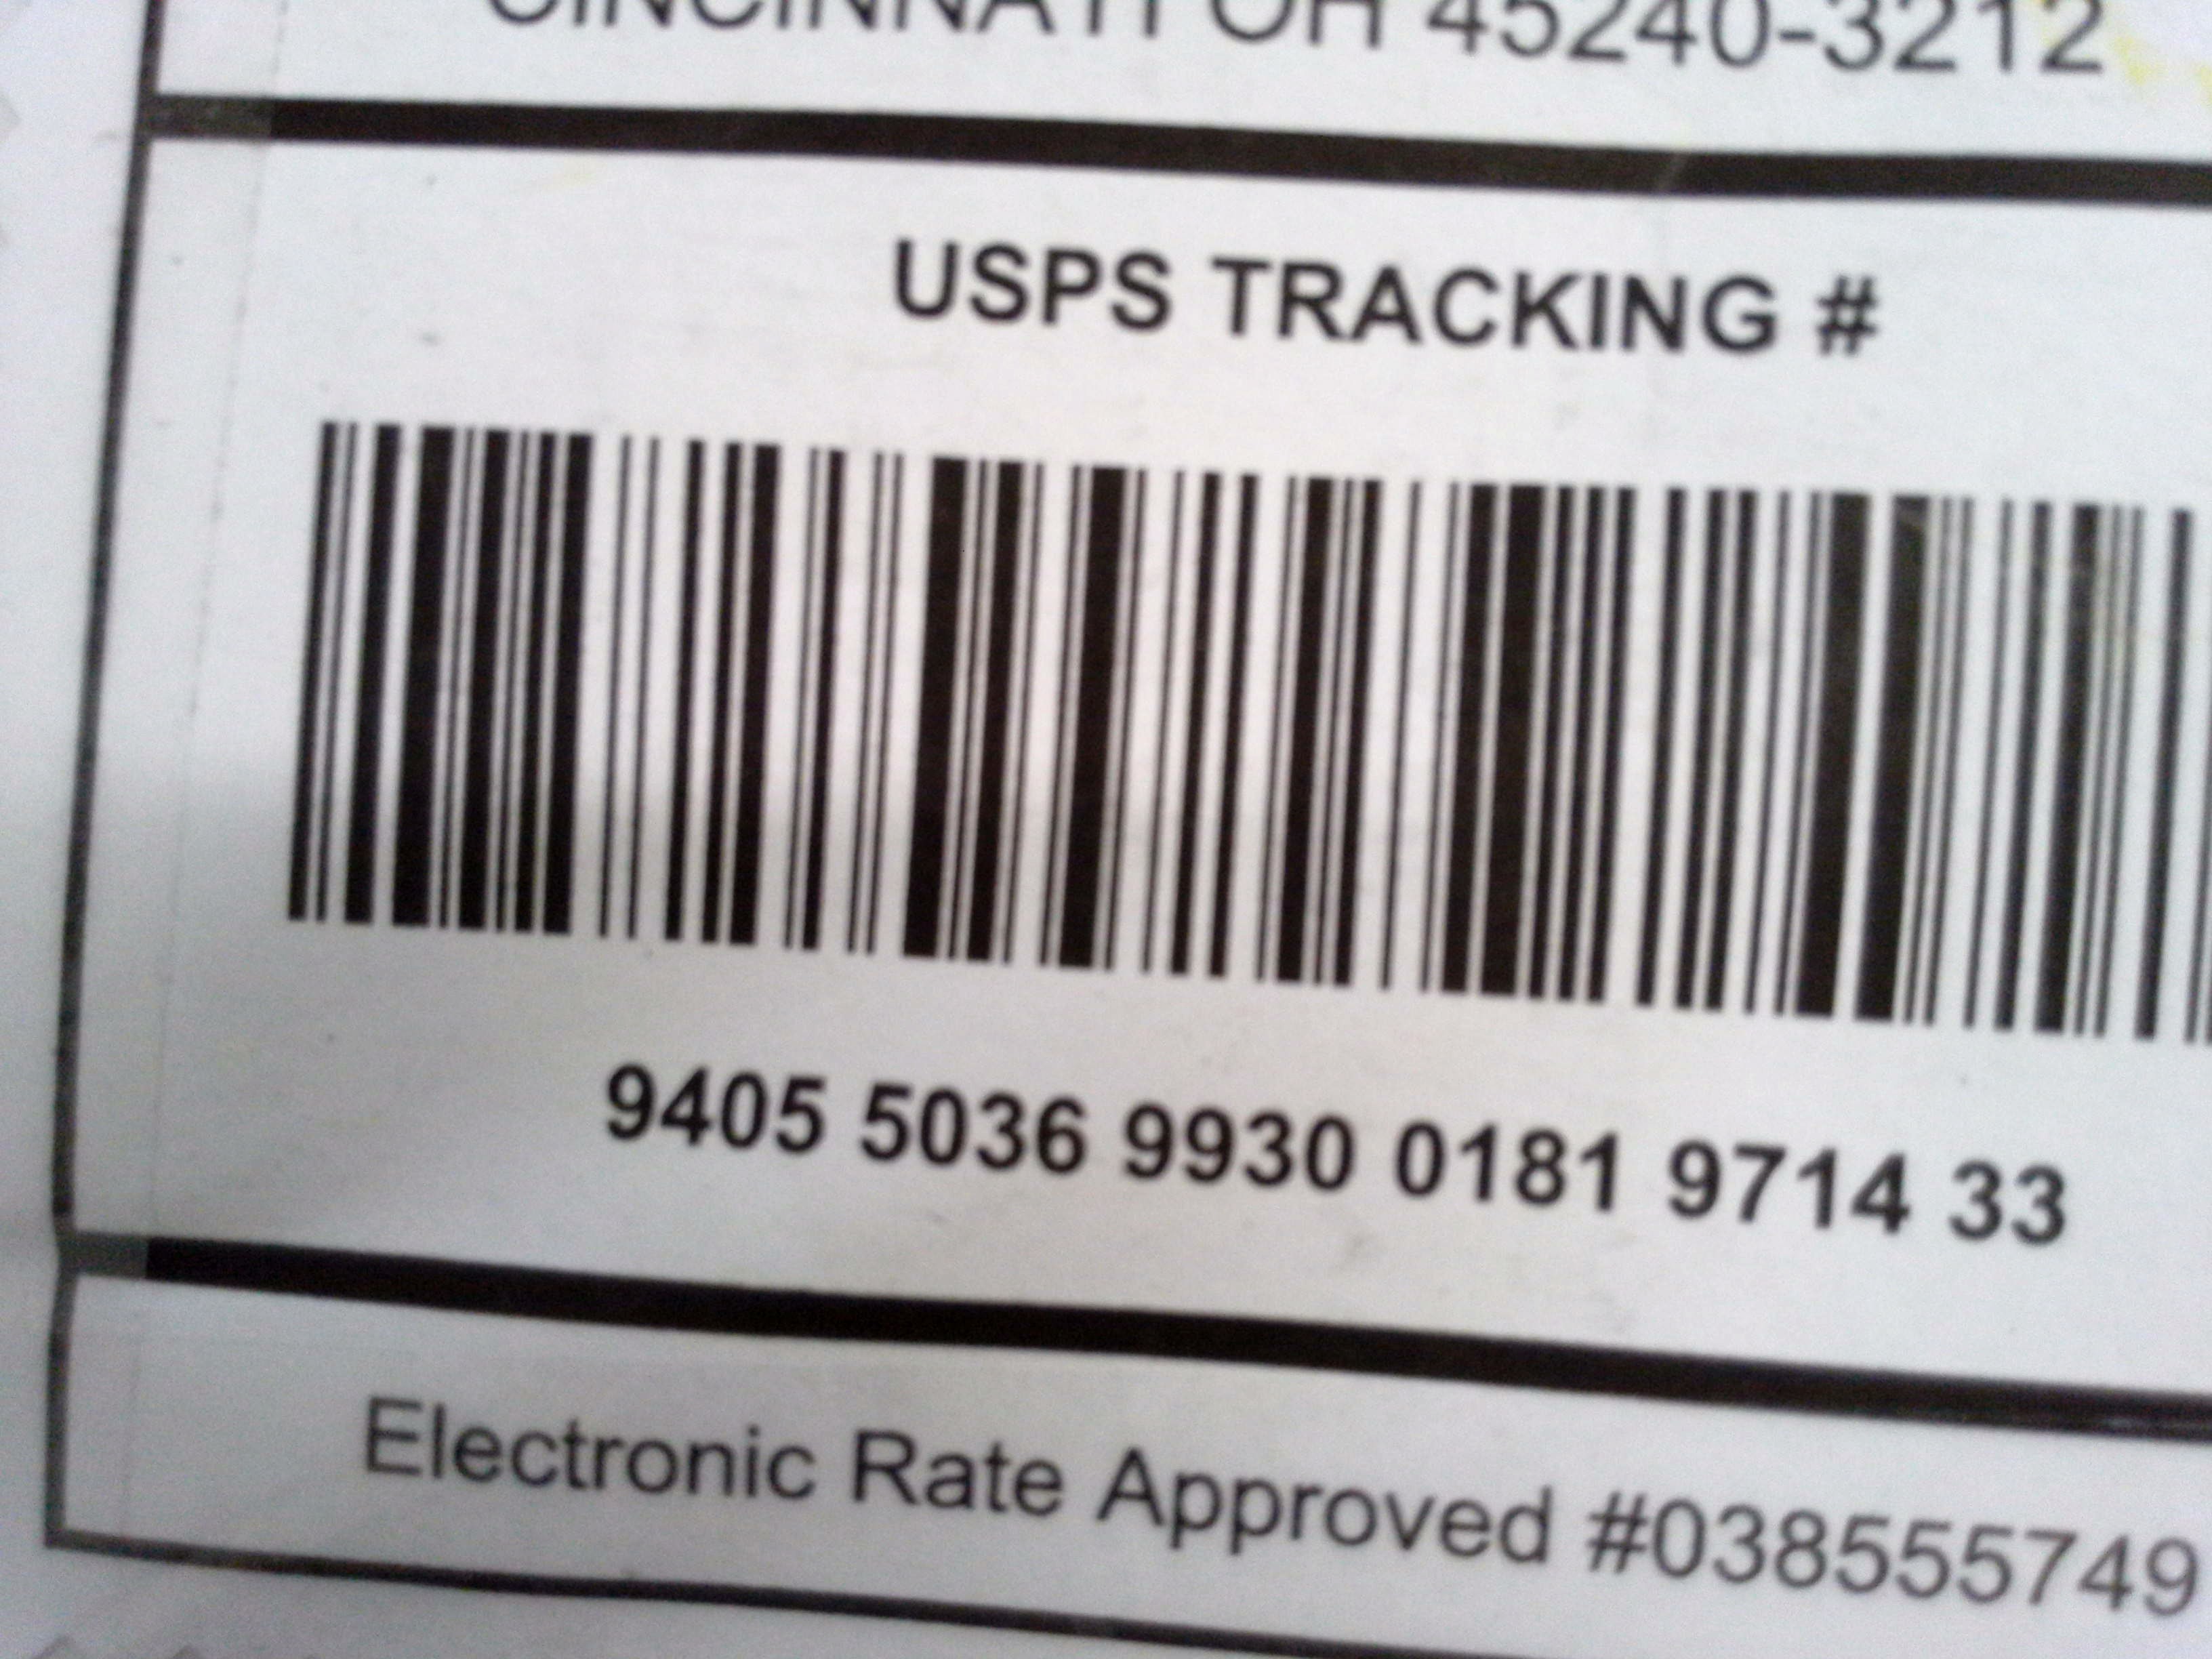 CINCINNATI OH 45240-3212
USPS TRACKING #
9405 5036 9930 0181 9714 33
Electronic Rate Approved #038555749